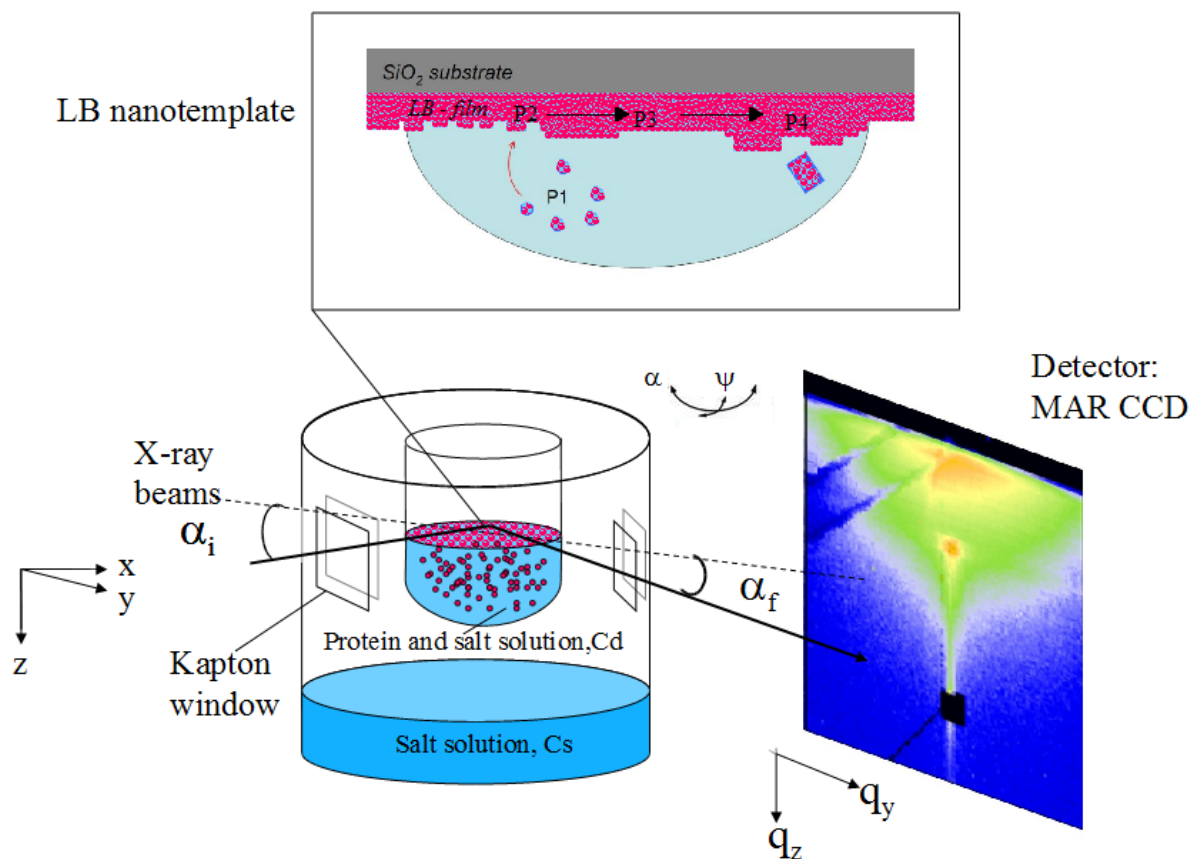 SiO₂ substrate
LB nanotemplate
LB - film
P2
P3
P4
P1
Detector:
MAR CCD
α
ψ
X-ray
beams
αi
αf
x
y
z
Protein and salt solution,Cd
Kapton
window
Salt solution, Cs
qy
qz